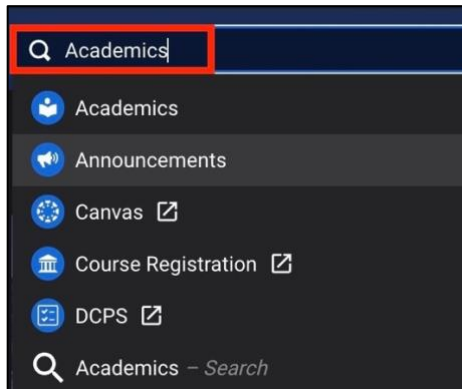 Academics
Academics
Announcements
Canvas
Course Registration
DCPS
Academics – Search